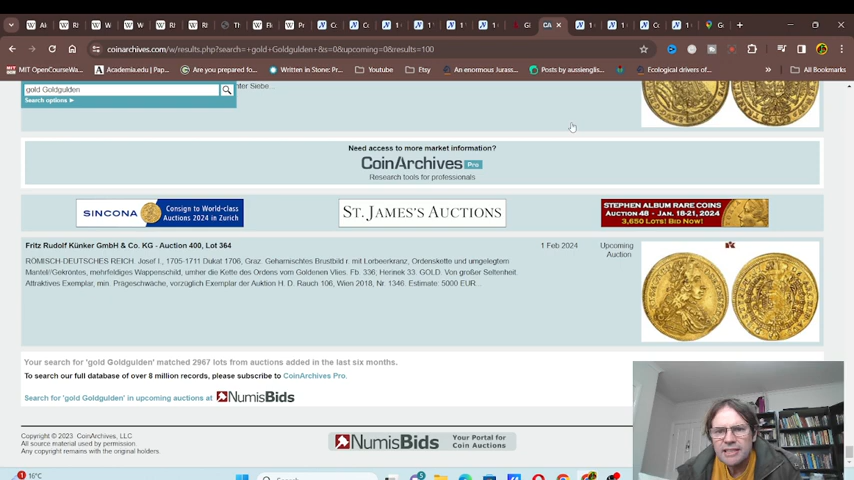 coinarchives.com/w/results.php?search=+gold+Goldgulden+&s=0&upcoming=0&results=100
MIT OpenCourseWa...
Academia.edu | Pap...
Are you prepared fo...
Written in Stone: Pr...
YouTube
Etsy
An enormous Jurass...
Posts by aussienglis...
Ecological drivers of...
All Bookmarks
gold Goldgulden
Search options
nter Siebe ..
Need access to more market information?
CoinArchives Pro
Research tools for professionals
SINCONA
Consign to World-class
Auctions 2024 in Zurich
ST. JAMES'S AUCTIONS
STEPHEN ALBUM RARE COINS
AUCTION 48 - JAN. 18-21, 2024
3,650 LOTS! BID NOW!
Fritz Rudolf Künker GmbH & Co. KG - Auction 400, Lot 364
1 Feb 2024
Upcoming
Auction
RÖMISCH-DEUTSCHES REICH. Josef I., 1705-1711 Dukat 1706, Graz. Geharnischtes Brustbild r. mit Lorbeerkranz, Ordenskette und umgelegtem
Mantel//Gekröntes, mehrfeldiges Wappenschild, umher die Kette des Ordens vom Goldenen Vlies. Fb. 336; Herinek 33. GOLD. Von großer Seltenheit.
Attraktives Exemplar, min. Prägeschwäche, vorzüglich Exemplar der Auktion H. D. Rauch 106, Wien 2018, Nr. 1346. Estimate: 5000 EUR...
Your search for 'gold Goldgulden' matched 2967 lots from auctions added in the last six months.
To search our full database of over 8 million records, please subscribe to CoinArchives Pro.
Search for 'gold Goldgulden' in upcoming auctions at NumisBids
Copyright © 2023 CoinArchives, LLC
All source material used by permission.
Any copyright remains with the original holders.
NumisBids
Your Portal for
Coin Auctions
16°C
Search